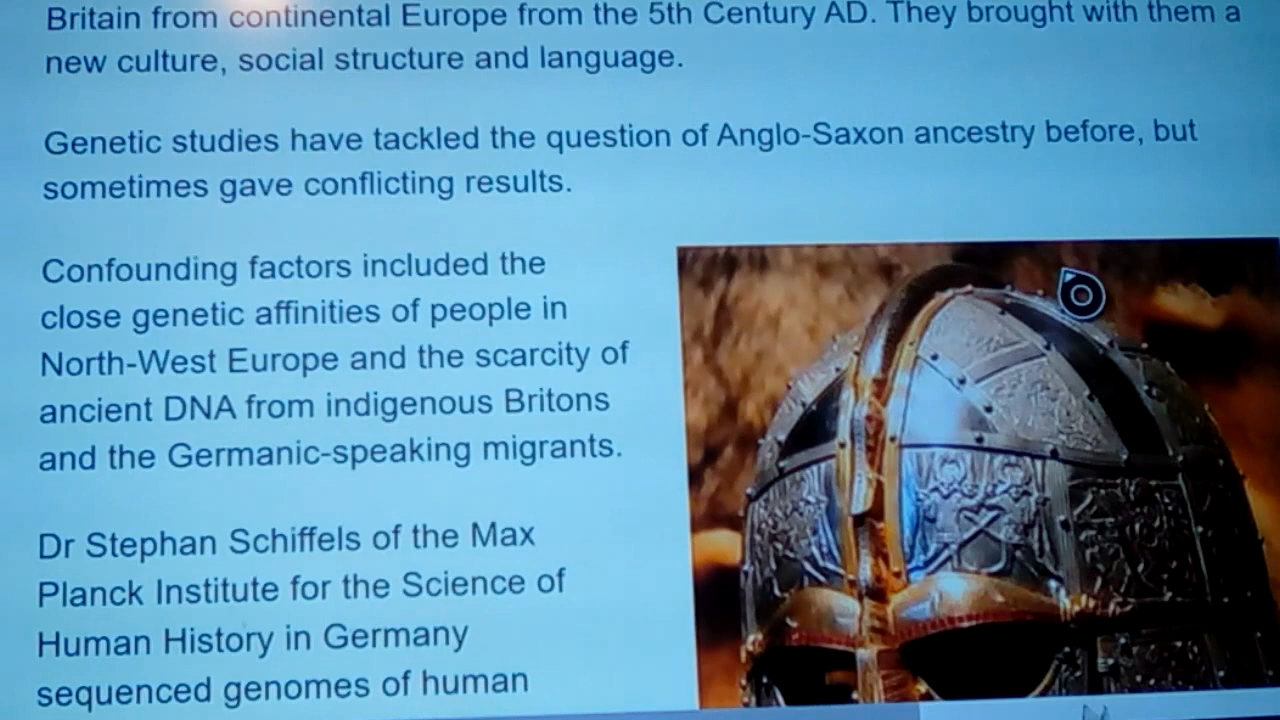 Britain from continental Europe from the 5th Century AD. They brought with them a
new culture, social structure and language.
Genetic studies have tackled the question of Anglo-Saxon ancestry before, but
sometimes gave conflicting results.
Confounding factors included the
close genetic affinities of people in
North-West Europe and the scarcity of
ancient DNA from indigenous Britons
and the Germanic-speaking migrants.
Dr Stephan Schiffels of the Max
Planck Institute for the Science of
Human History in Germany
sequenced genomes of human